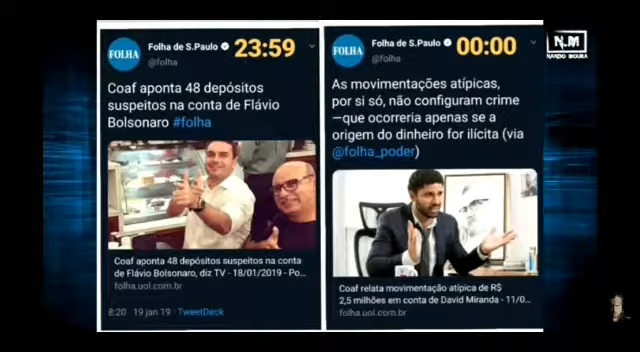 FOLHA
Folha de S.Paulo
@folha
23:59
Coaf aponta 48 depósitos
suspeitos na conta de Flávio
Bolsonaro #folha
Coaf aponta 48 depósitos suspeitos na conta
de Flávio Bolsonaro, diz TV - 18/01/2019 - Po...
folha.uol.com.br
8:20 19 jan 19 TweetDeck
FOLHA
Folha de S.Paulo
@folha
00:00
As movimentações atípicas,
por si só, não configuram crime
—que ocorreria apenas se a
origem do dinheiro for ilícita (via
@folha_poder)
Coaf relata movimentação atípica de R$
2,5 milhões em conta de David Miranda - 11/0...
folha.uol.com.br
N.M
NANDO MOURA